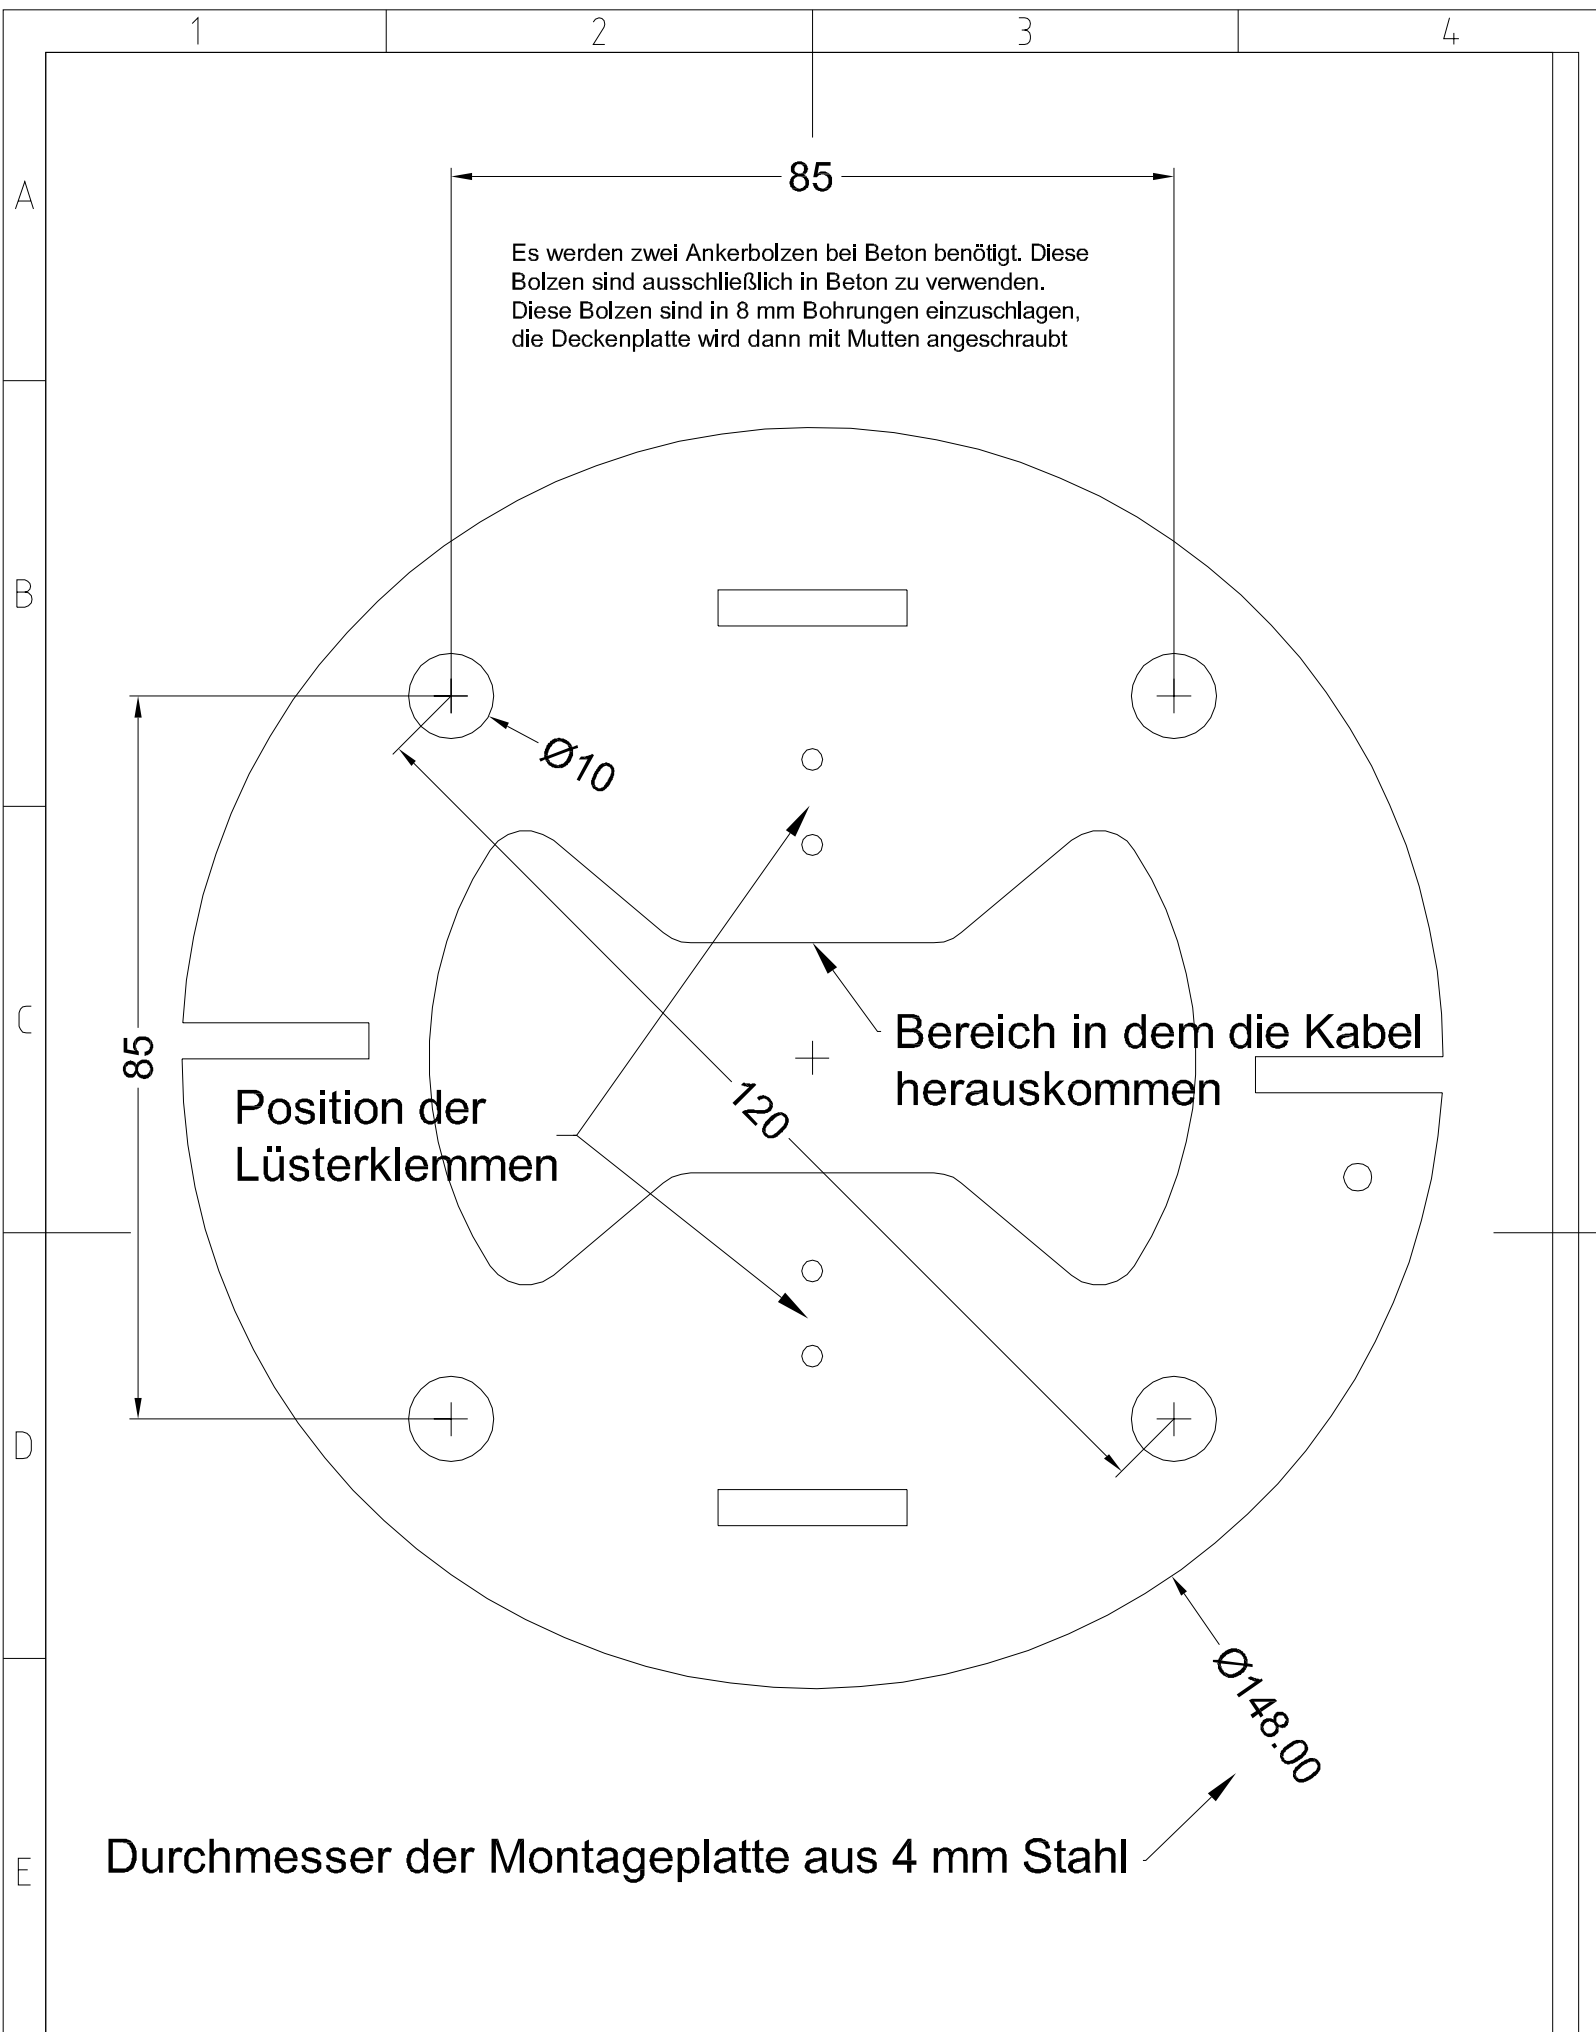 1
2
3
4
A
85
Es werden zwei Ankerbolzen bei Beton benötigt. Diese
Bolzen sind ausschließlich in Beton zu verwenden.
Diese Bolzen sind in 8 mm Bohrungen einzuschlagen,
die Deckenplatte wird dann mit Mutten angeschraubt
B
Ø10
C
85
Bereich in dem die Kabel
herauskommen
Position der
Lüsterklemmen
120
D
Ø148.00
Durchmesser der Montageplatte aus 4 mm Stahl
E